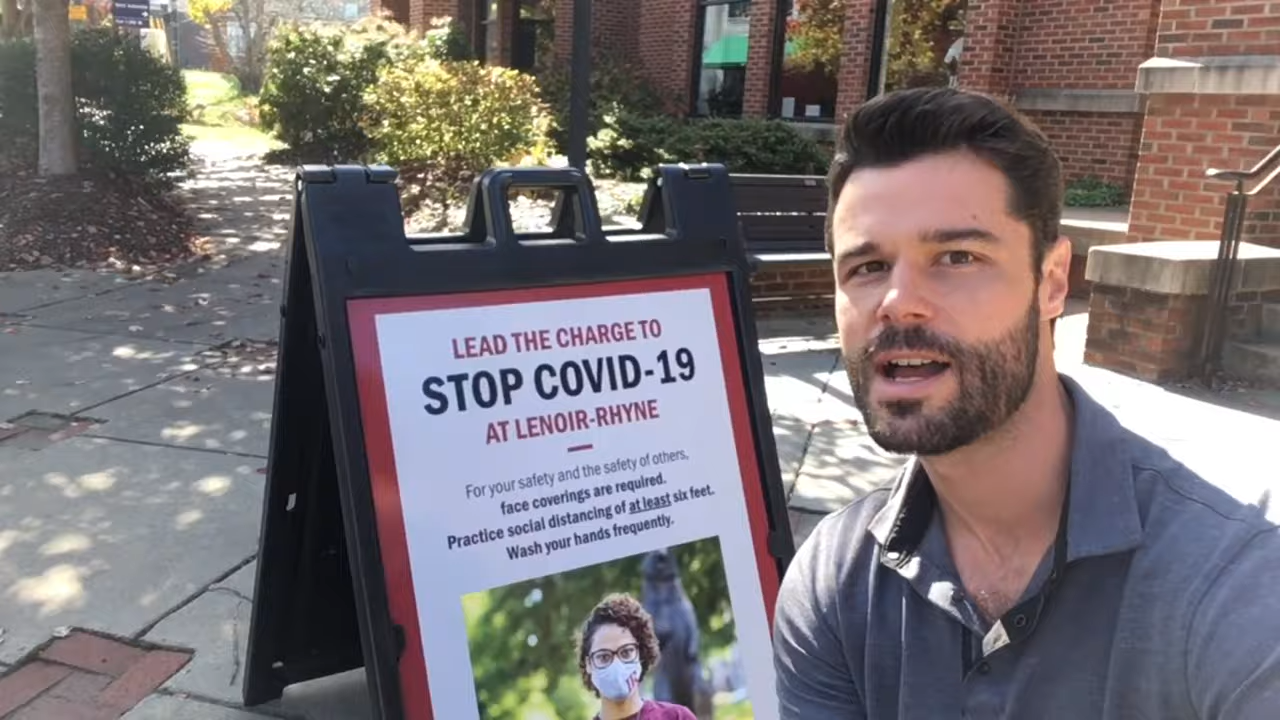 LEAD THE CHARGE TO
STOP COVID-19
AT LENOIR-RHYNE
For your safety and the safety of others,
face coverings are required.
Practice social distancing of at least six feet.
Wash your hands frequently.